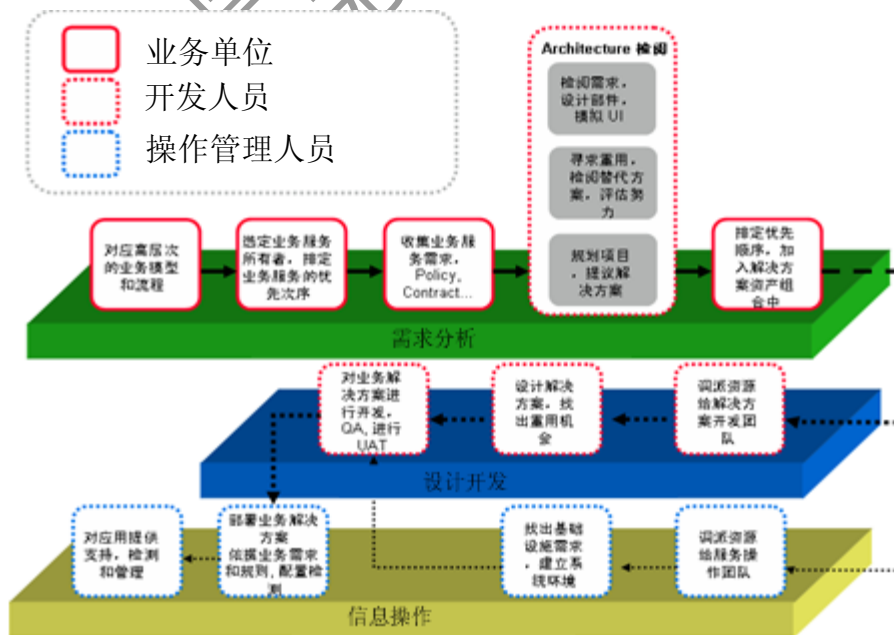 业务单位
开发人员
操作管理人员
Architecture 检阅
检阅需求,
设计部件,
模拟 UI
寻求重用,
检阅替代方
案, 评估努
力
规划项目
, 提议解
决方案
对应高层次
的业务模型
和流程
选定业务服务
所有者, 排定
业务服务的优
先次序
收集业务服
务需求,
Policy,
Contract...
排定优先
顺序, 加
入解决方
案资产组
合中
需求分析
对业务解
决方案进
行开发,
QA, 进行
UAT
设计解决
方案, 找
出重用机
会
调派资源
给解决方
案开发团
队
设计开发
对应用提供
支持, 检测
和管理
部署业务解决
方案
依据业务需求
和规则, 配置检
测
找出基础
设施需求
, 建立系
统环境
调派资源
给服务操
作团队
信息操作